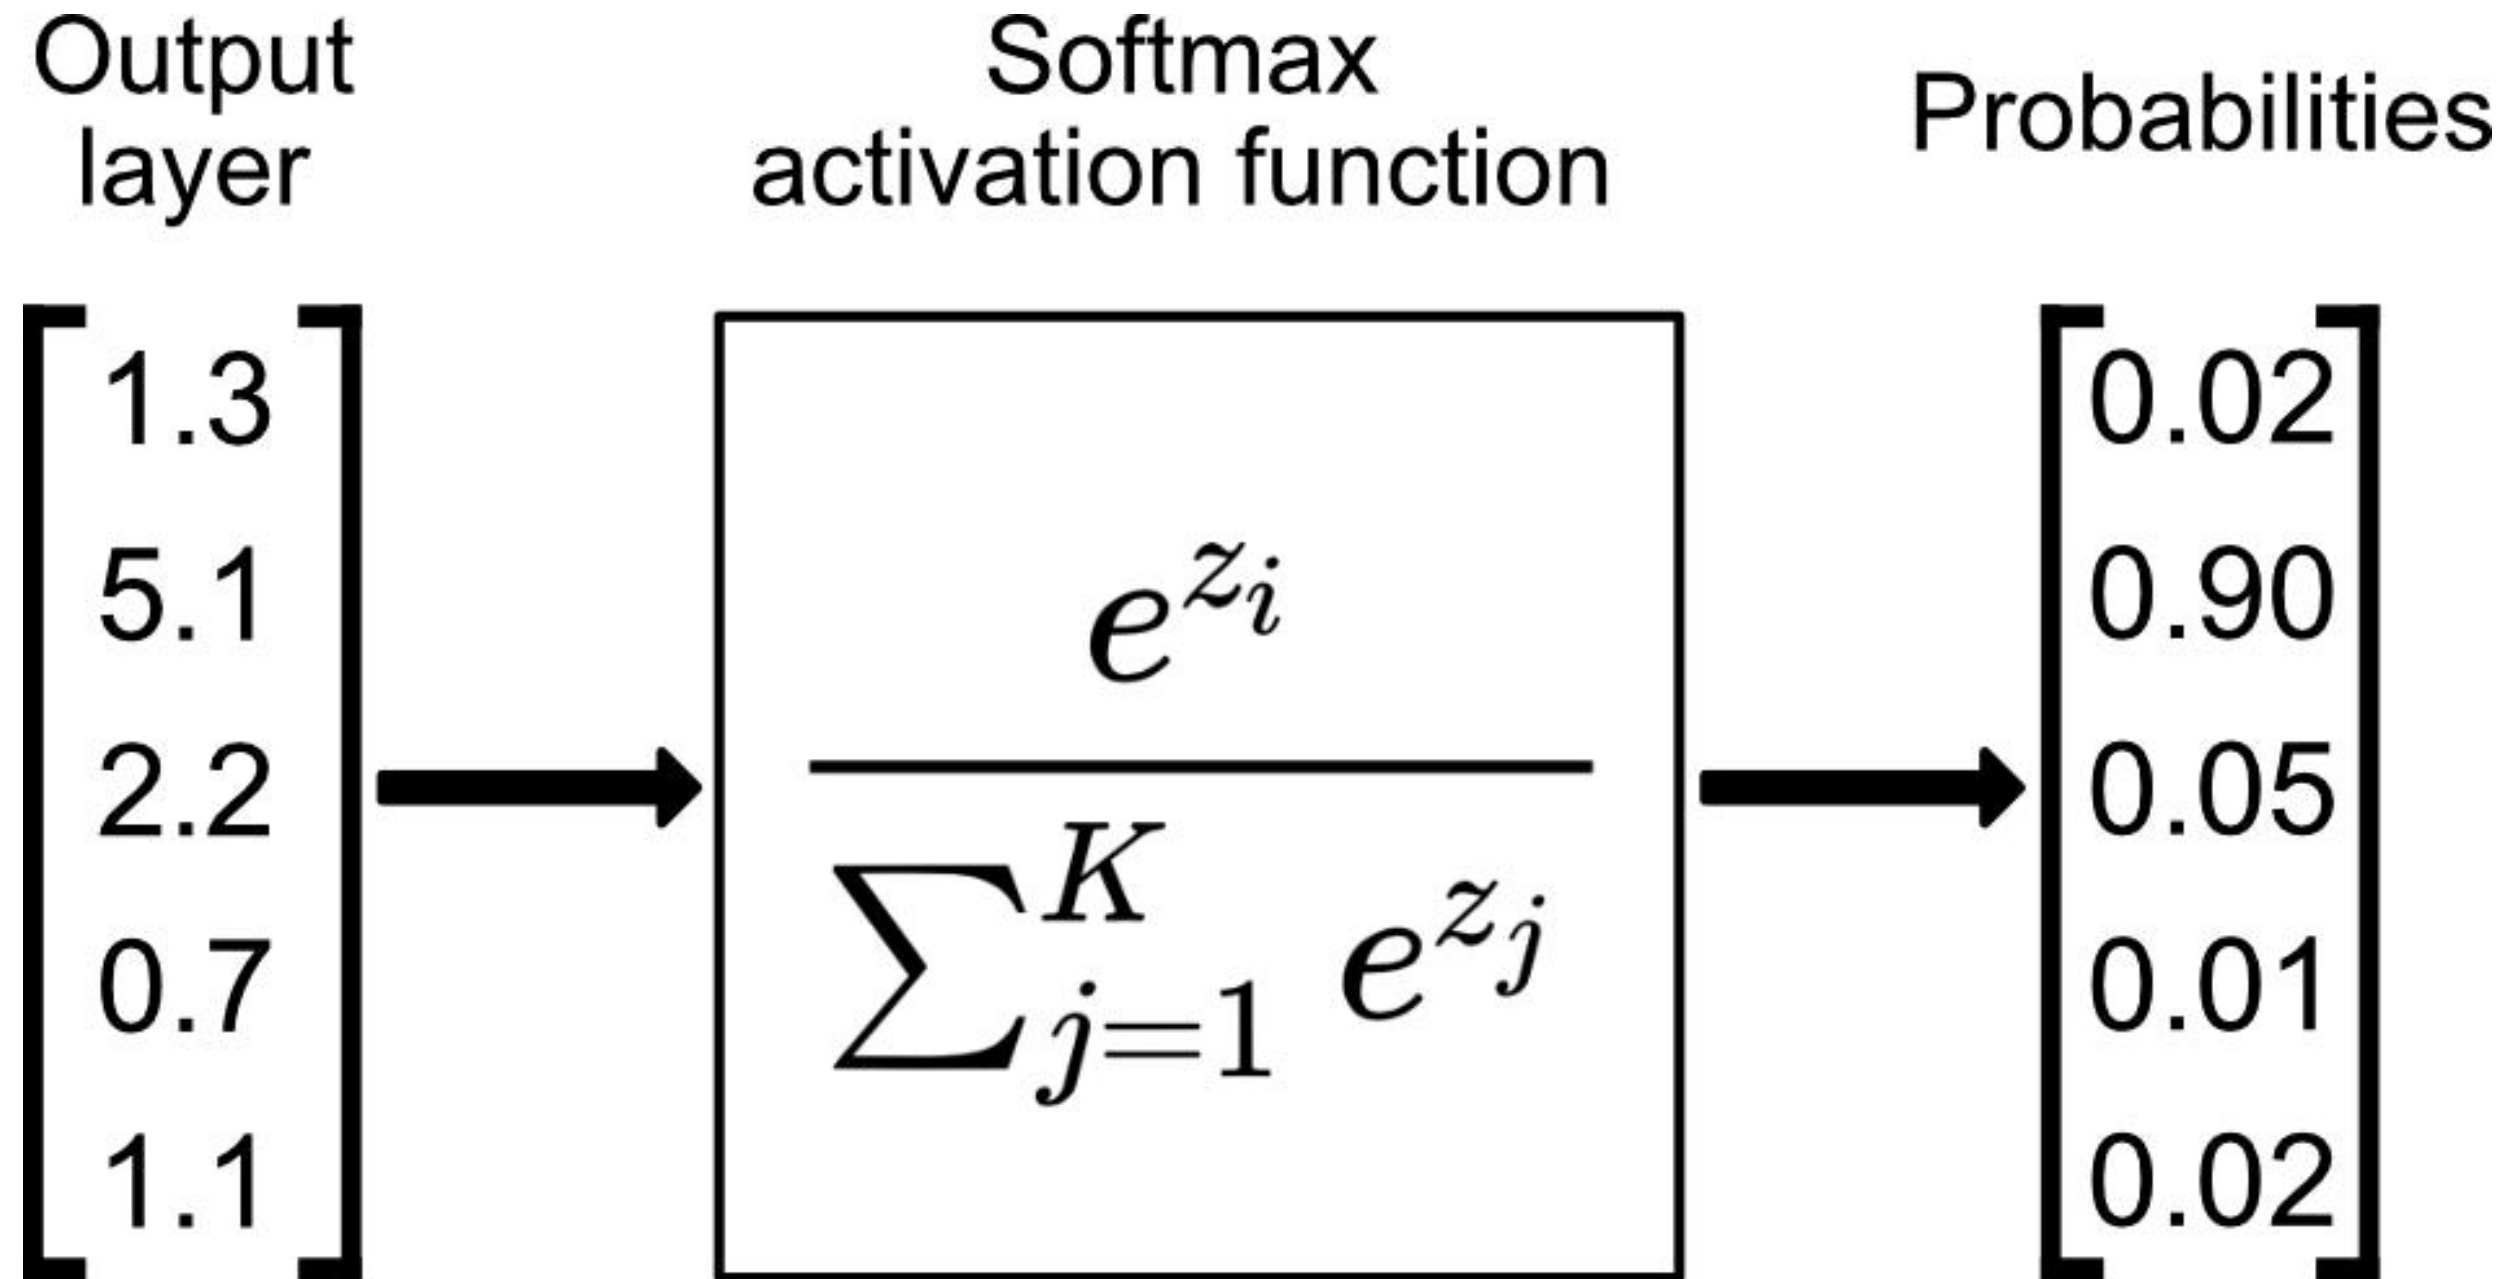 Output
layer
Softmax
activation function
Probabilities
1.3
5.1
2.2
0.7
1.1
e^{z_i}
∑_{j=1}^{K} e^{z_j}
0.02
0.90
0.05
0.01
0.02